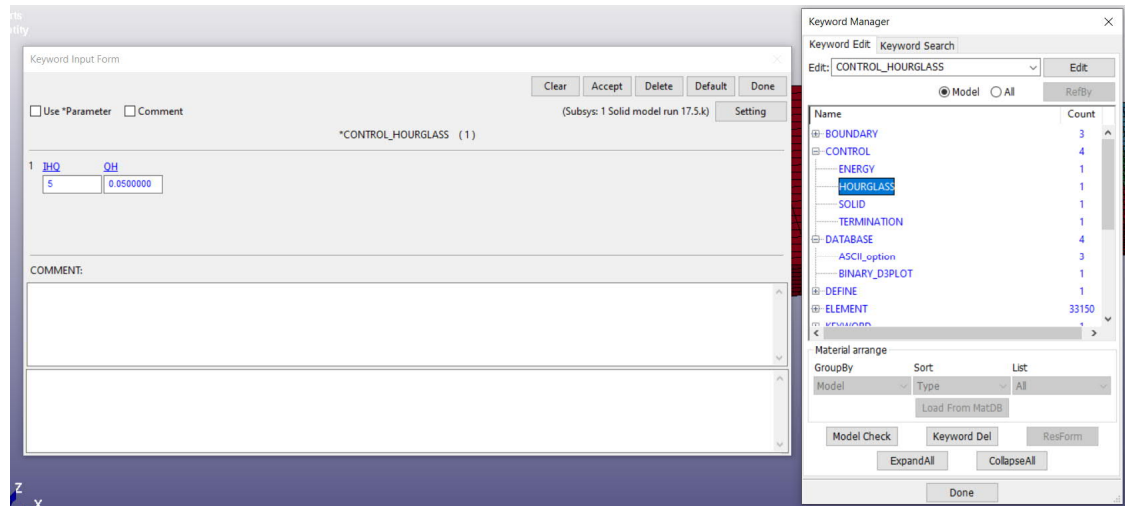 Keyword Input Form
Clear Accept Delete Default Done
Use *Parameter Comment (Subsys: 1 Solid model run 17.5.k) Setting
*CONTROL_HOURGLASS (1)
1 IHQ QH
5 0.0500000
COMMENT:
Z
X
Keyword Manager
Keyword Edit Keyword Search
Edit: CONTROL_HOURGLASS Edit
Model All RefBy
Name Count
BOUNDARY 3
CONTROL 4
ENERGY 1
HOURGLASS 1
SOLID 1
TERMINATION 1
DATABASE 4
ASCII_option 3
BINARY_D3PLOT 1
DEFINE 1
ELEMENT 33150
KEYWORD 1
Material arrange
GroupBy Sort List
Model Type All
Load From MatDB
Model Check Keyword Del ResForm
ExpandAll CollapseAll
Done